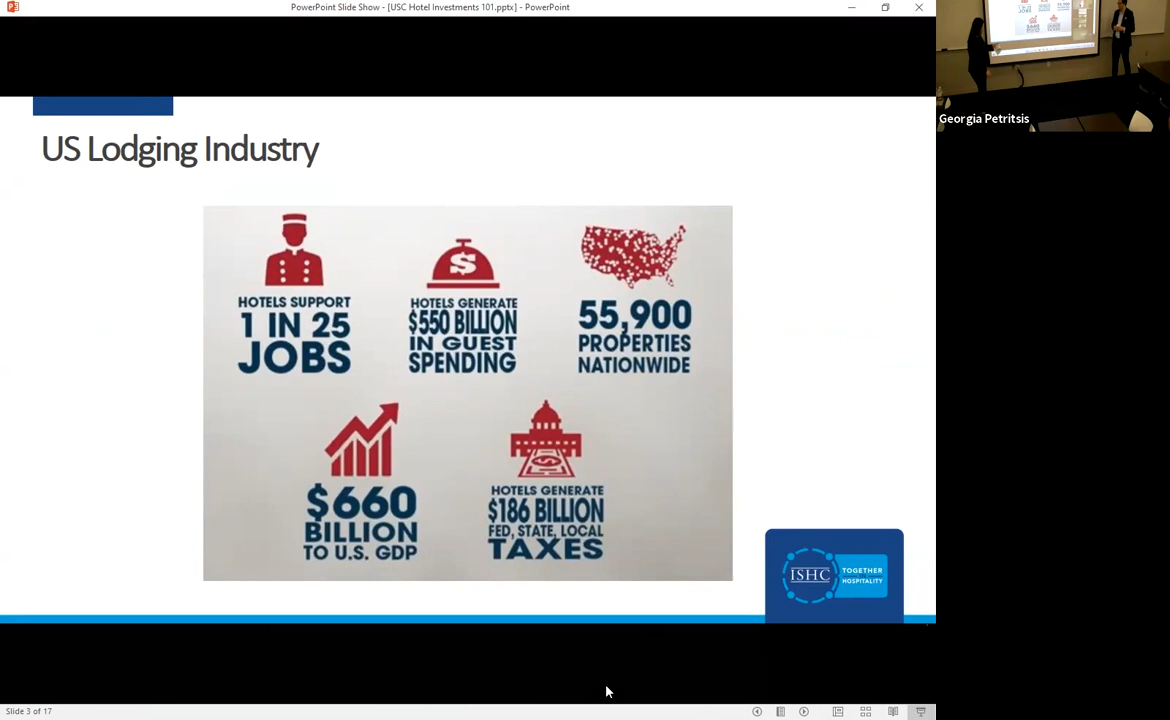 PowerPoint Slide Show - [USC Hotel Investments 101.pptx] - PowerPoint
US Lodging Industry
HOTELS SUPPORT
1 IN 25
JOBS
HOTELS GENERATE
$
$550 BILLION
IN GUEST
SPENDING
55,900
PROPERTIES
NATIONWIDE
$660
BILLION
TO U.S. GDP
HOTELS GENERATE
$186 BILLION
FED, STATE, LOCAL
TAXES
ISHC
TOGETHER
HOSPITALITY
Georgia Petritsis
Slide 3 of 17